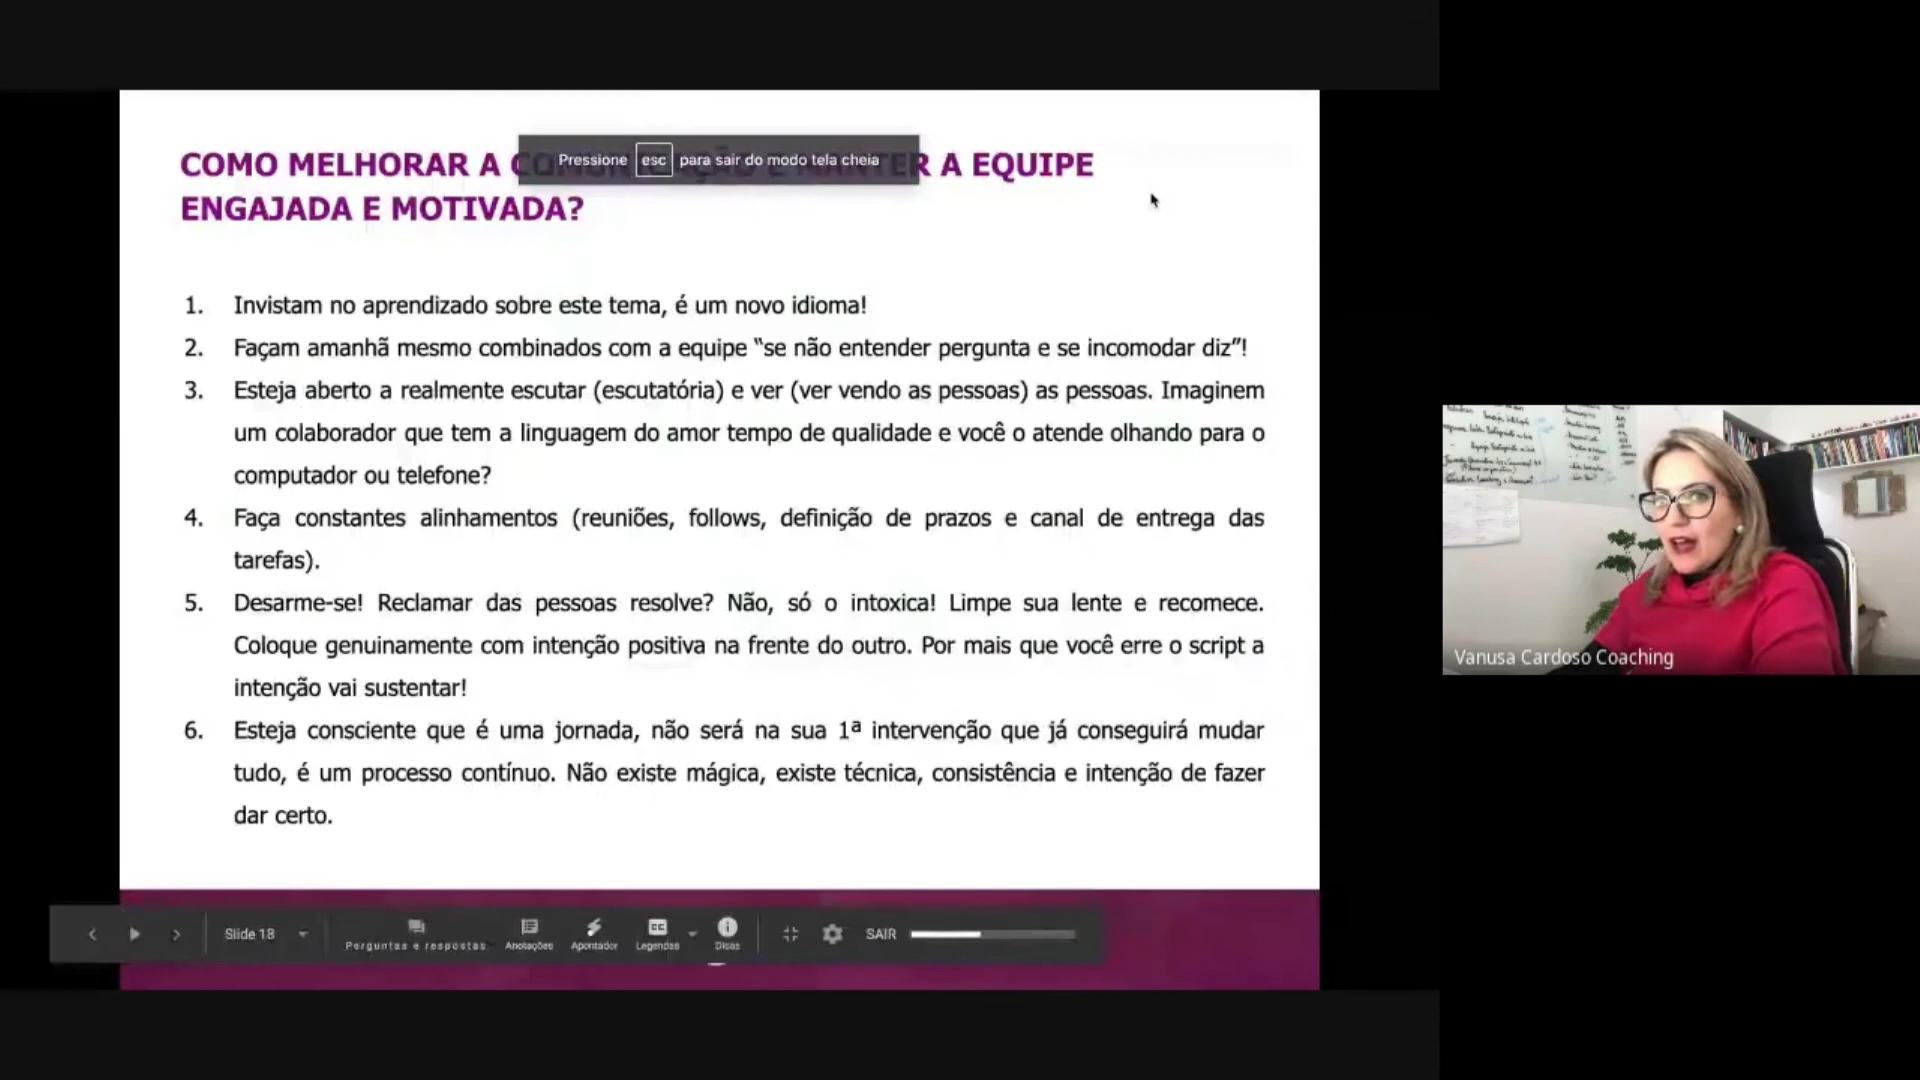 COMO MELHORAR A COMUNICAÇÃO E MANTER A EQUIPE
ENGAJADA E MOTIVADA?
Pressione esc para sair do modo tela cheia
1. Invistam no aprendizado sobre este tema, é um novo idioma!
2. Façam amanhã mesmo combinados com a equipe “se não entender pergunta e se incomodar diz”!
3. Esteja aberto a realmente escutar (escutatória) e ver (ver vendo as pessoas) as pessoas. Imaginem
um colaborador que tem a linguagem do amor tempo de qualidade e você o atende olhando para o
computador ou telefone?
4. Faça constantes alinhamentos (reuniões, follows, definição de prazos e canal de entrega das
tarefas).
5. Desarme-se! Reclamar das pessoas resolve? Não, só o intoxica! Limpe sua lente e recomece.
Coloque genuinamente com intenção positiva na frente do outro. Por mais que você erre o script a
intenção vai sustentar!
6. Esteja consciente que é uma jornada, não será na sua 1ª intervenção que já conseguirá mudar
tudo, é um processo contínuo. Não existe mágica, existe técnica, consistência e intenção de fazer
dar certo.
Slide 18
Perguntas e respostas
Anotações
Apontador
Legendas
Dicas
SAIR
Vanusa Cardoso Coaching